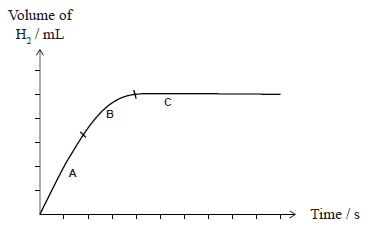 Volume of
H₂ / mL
B
C
A
Time / s